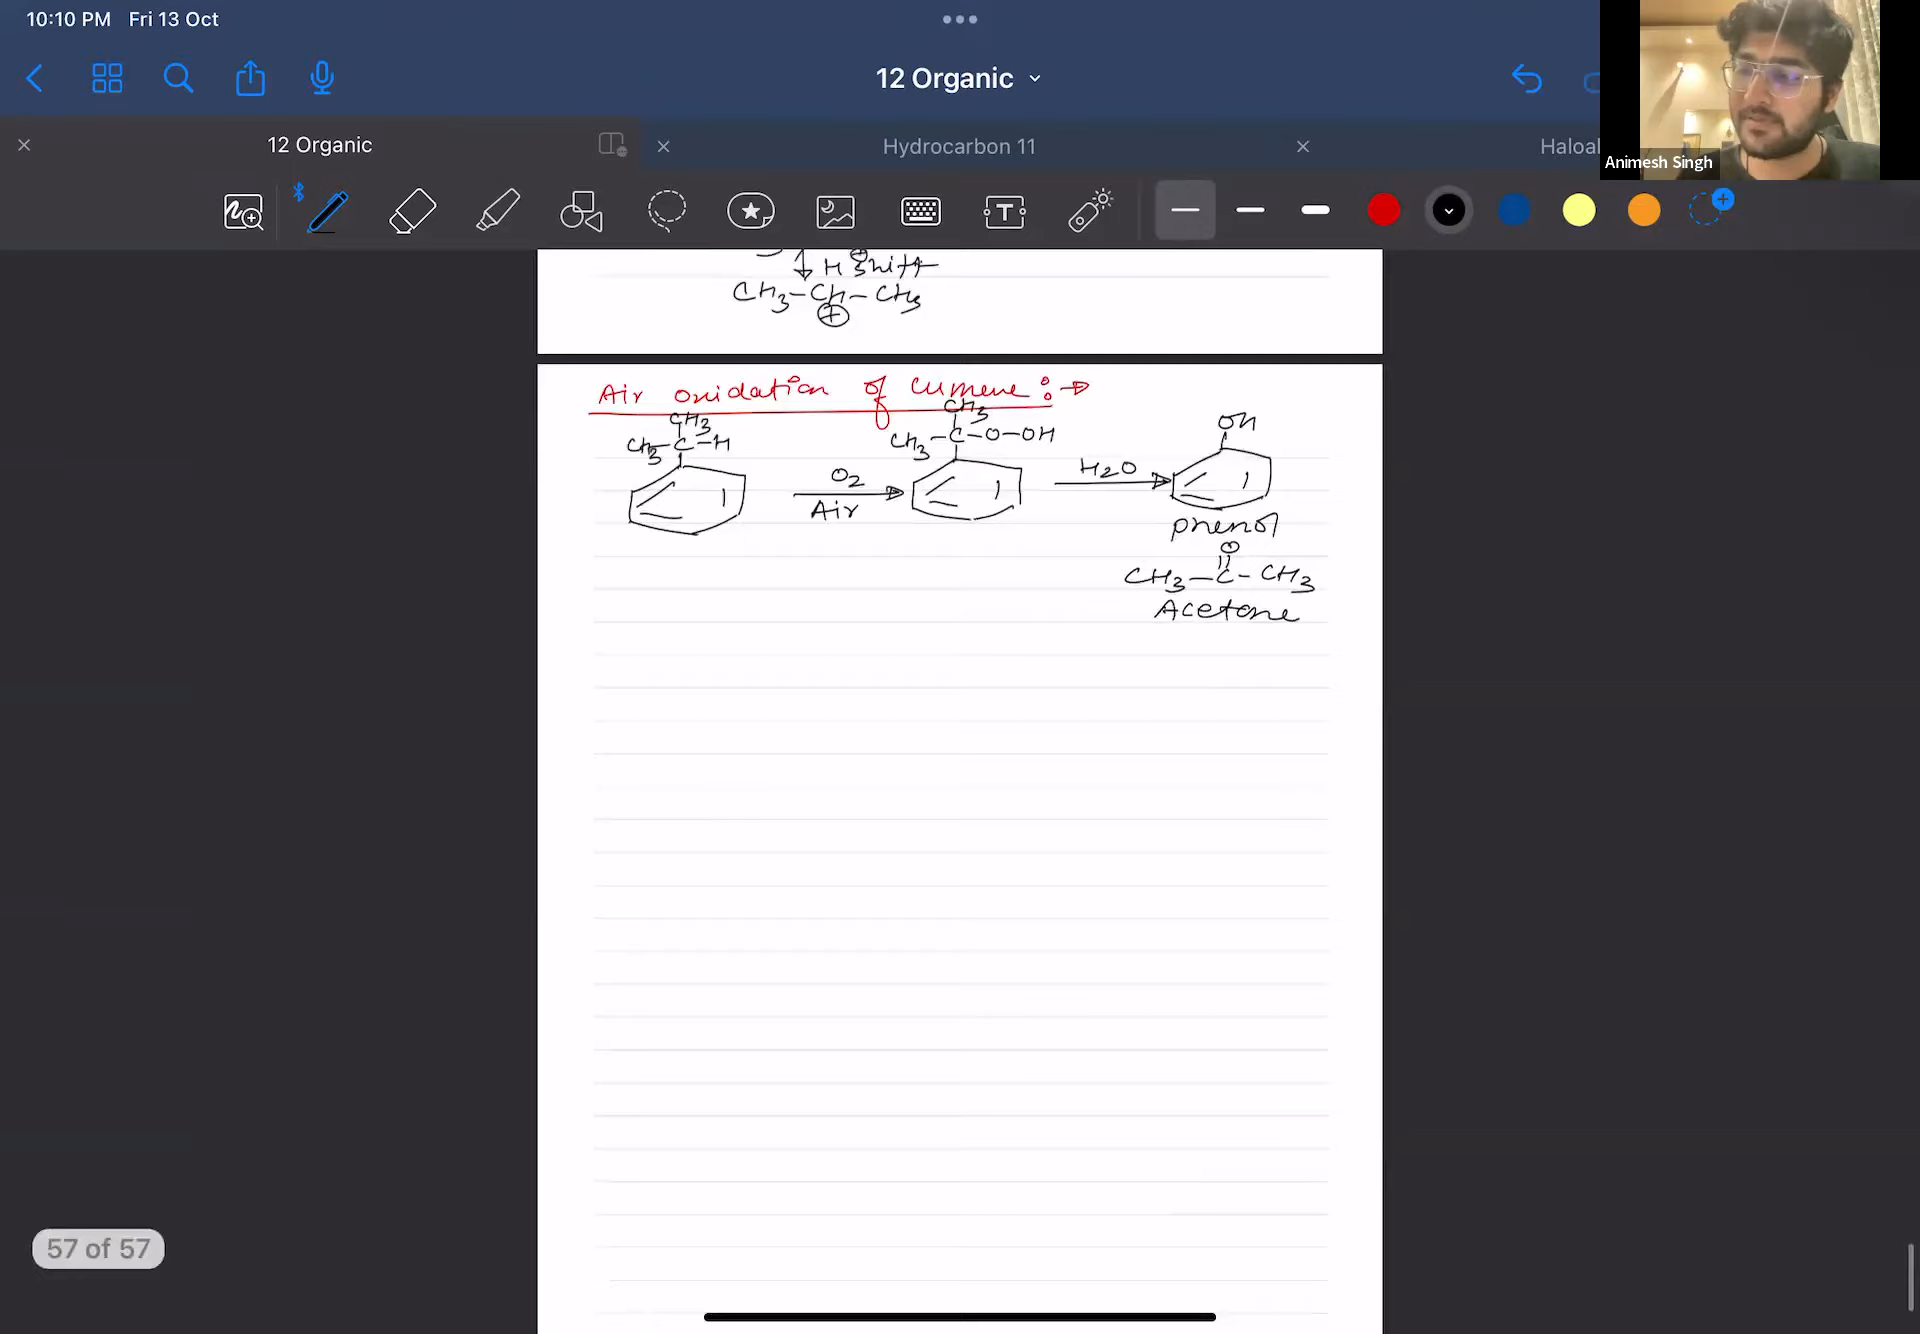 10:10 PM Fri 13 Oct
12 Organic
12 Organic
Hydrocarbon 11
Haloal
Animesh Singh
H shift
CH3-CH-CH3
+
Air oxidation of Cumene:→
CH3
CH3-C-H
CH3
CH3-C-O-OH
OH
O2
Air
H2O
phenol
O
CH3-C-CH3
Acetone
57 of 57